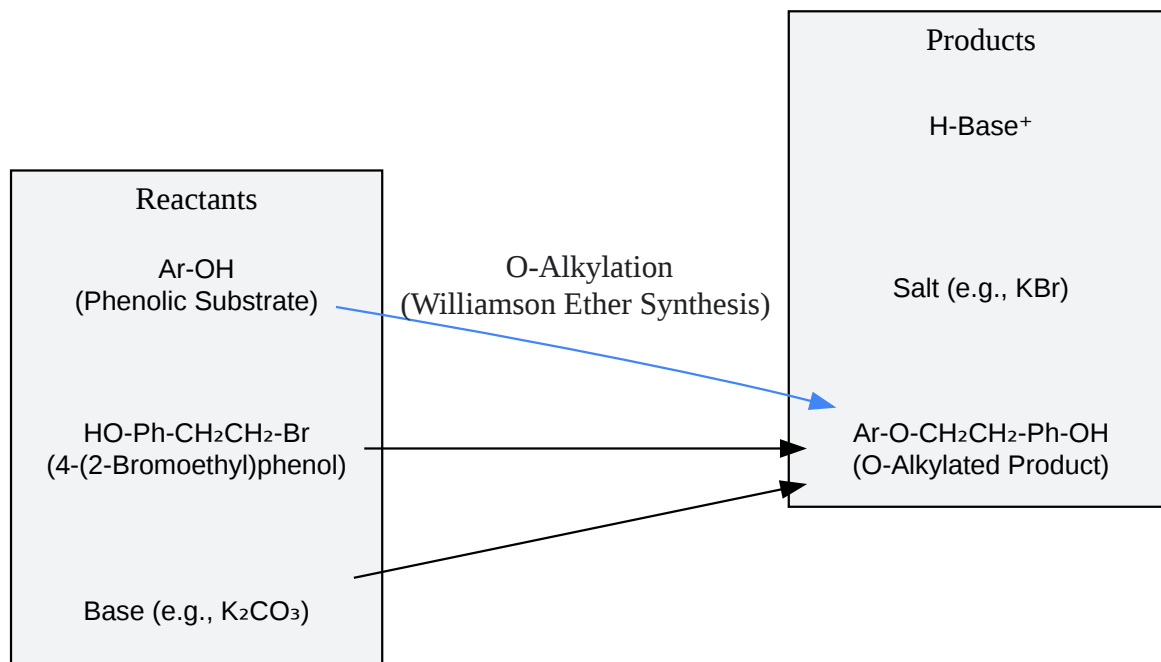 Reactants
Ar-OH
(Phenolic Substrate)
HO-Ph-CH₂CH₂-Br
(4-(2-Bromoethyl)phenol)
Base (e.g., K₂CO₃)
O-Alkylation
(Williamson Ether Synthesis)
Products
H-Base⁺
Salt (e.g., KBr)
Ar-O-CH₂CH₂-Ph-OH
(O-Alkylated Product)